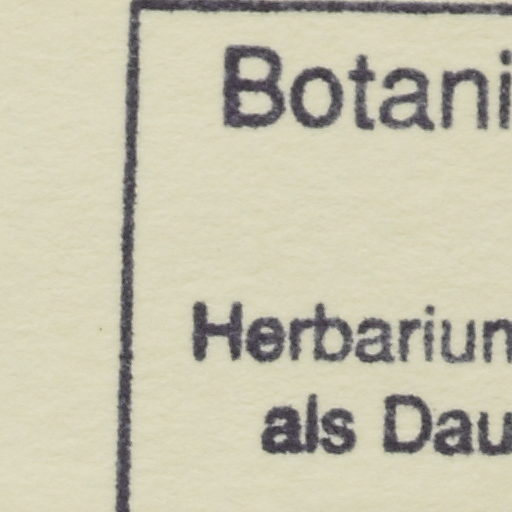 Botani
Herbariun
als Dau